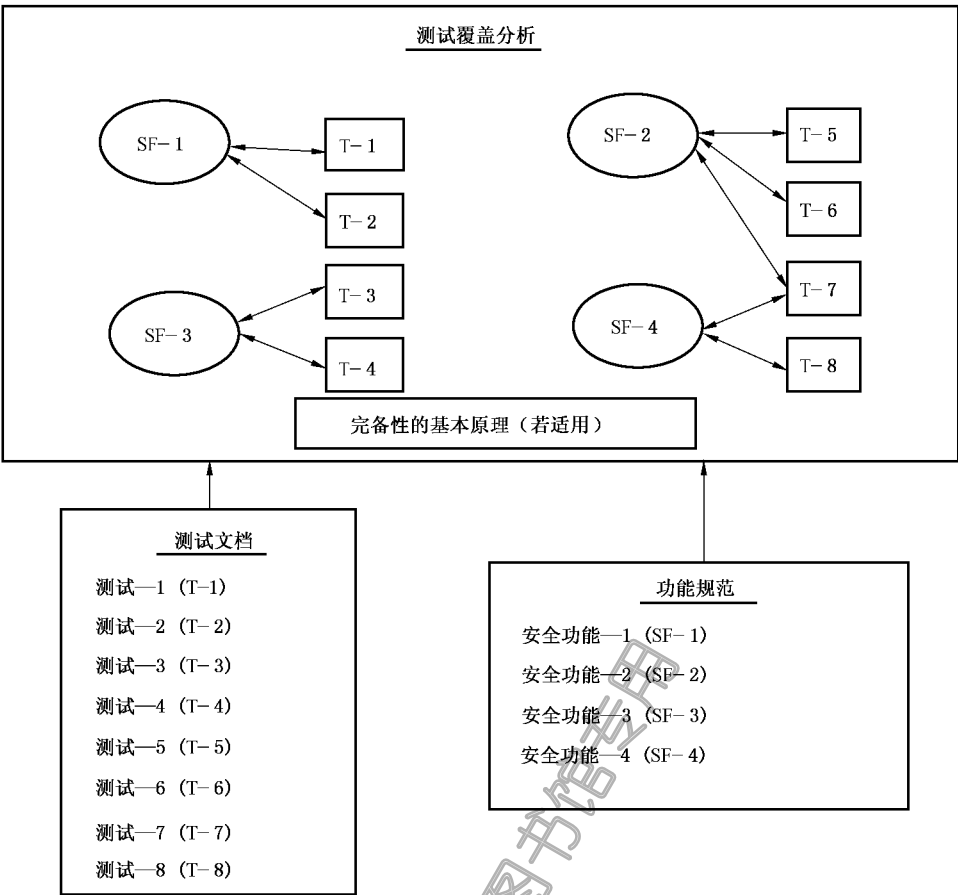 测试覆盖分析
SF-1
T-1
T-2
SF-2
T-5
T-6
T-7
SF-3
T-3
T-4
SF-4
T-8
完备性的基本原理（若适用）
测试文档
测试—1 (T-1)
测试—2 (T-2)
测试—3 (T-3)
测试—4 (T-4)
测试—5 (T-5)
测试—6 (T-6)
测试—7 (T-7)
测试—8 (T-8)
功能规范
安全功能—1 (SF-1)
安全功能—2 (SF-2)
安全功能—3 (SF-3)
安全功能—4 (SF-4)
图书馆专用